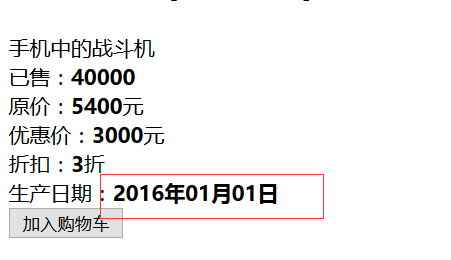 手机中的战斗机
已售：40000
原价：5400元
优惠价：3000元
折扣：3折
生产日期：2016年01月01日
加入购物车